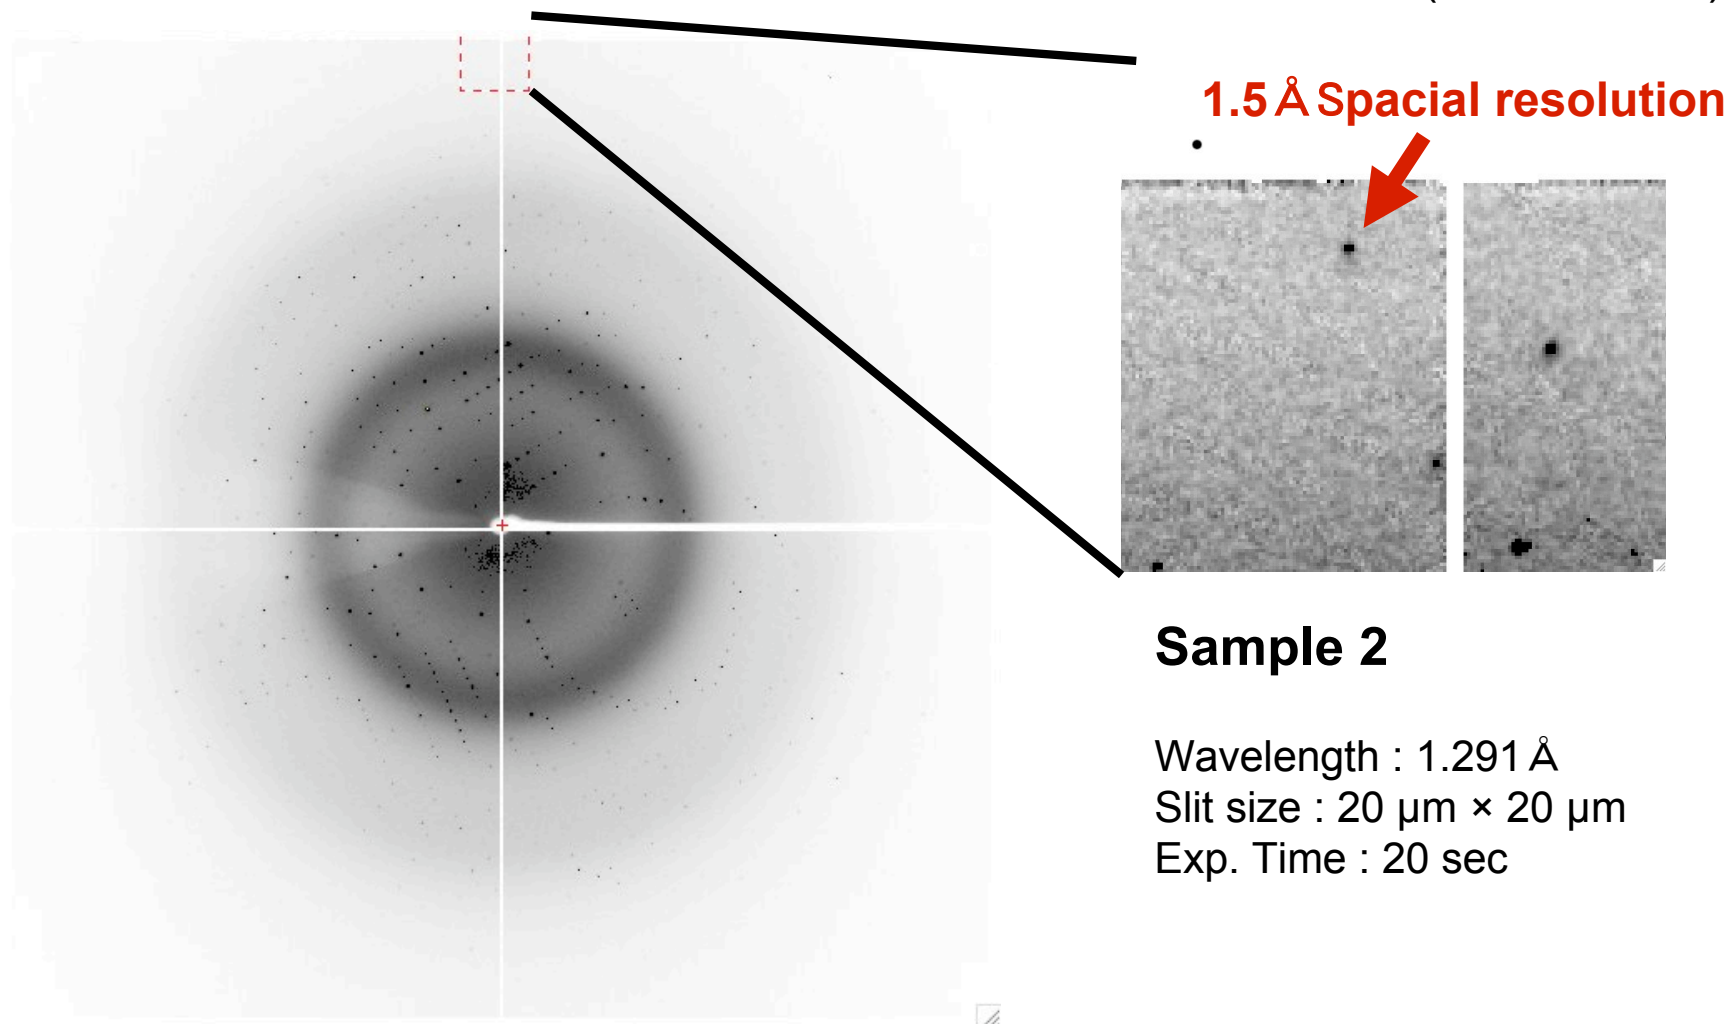 1.5 Å Spacial resolution
Sample 2
Wavelength : 1.291 Å
Slit size : 20 μm × 20 μm
Exp. Time : 20 sec